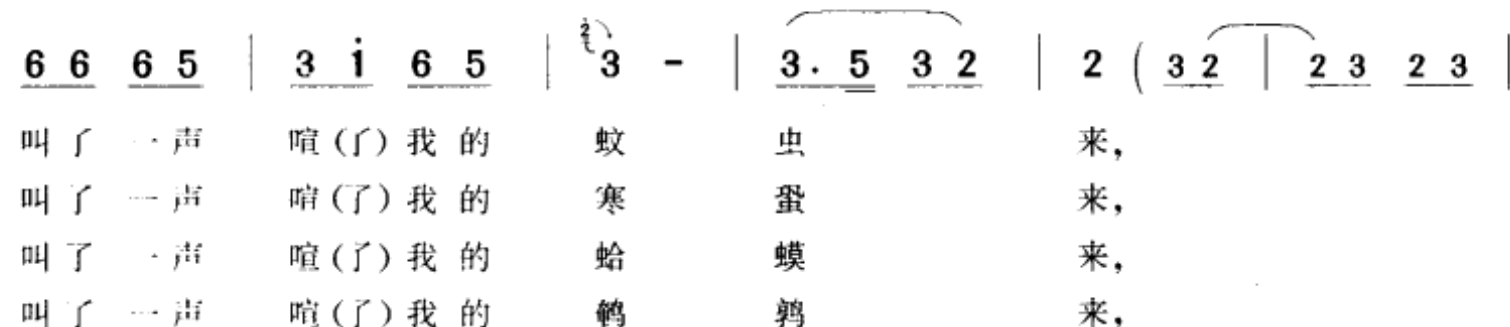 6 6 6 5 | 3 i 6 5 | 3 - | 3. 5 3 2 | 2 ( 3 2 | 2 3 2 3 |
叫了一声 喧(了)我的 蚊 虫 来，
叫了一声 喧(了)我的 寒 蛩 来，
叫了一声 喧(了)我的 蛤 蟆 来，
叫了一声 喧(了)我的 鹌 鹑 来，